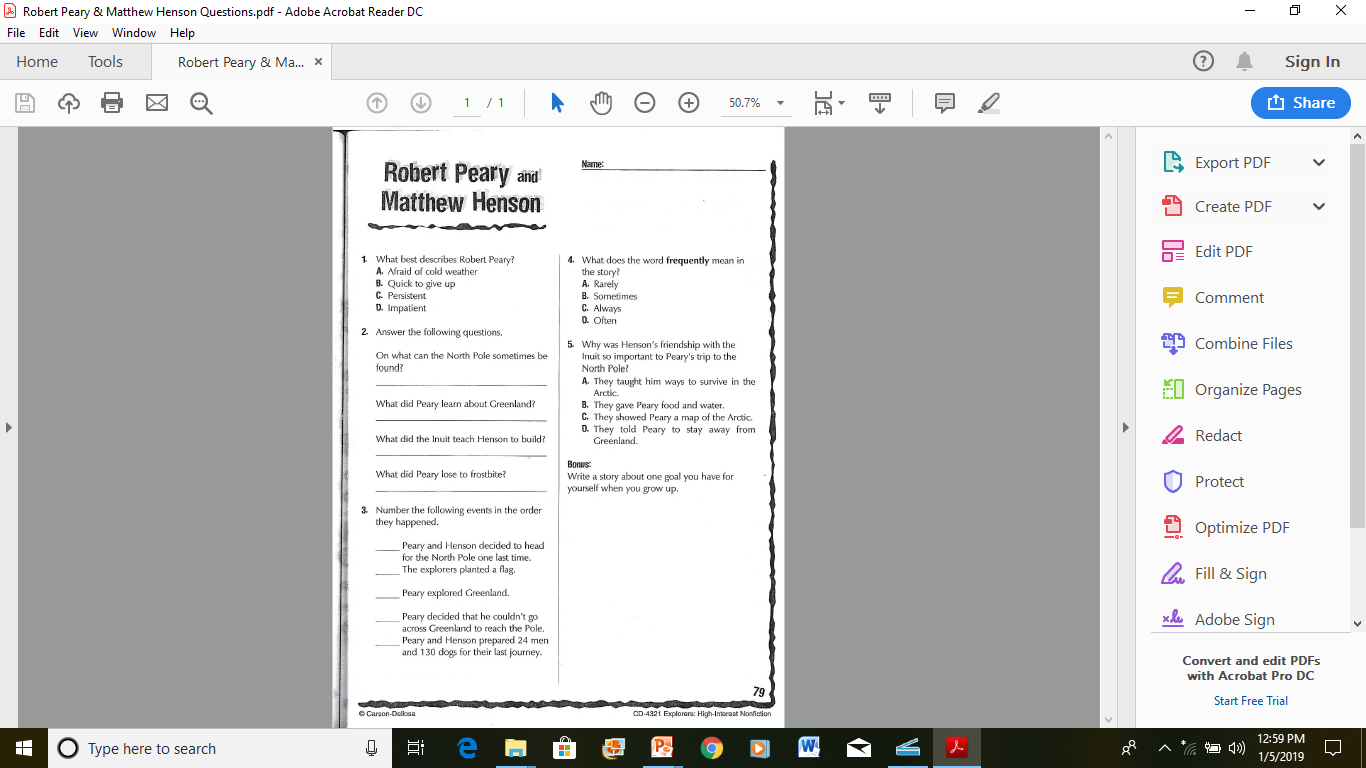 Robert Peary & Matthew Henson Questions.pdf - Adobe Acrobat Reader DC
File Edit View Window Help
Home Tools Robert Peary & Ma... ×
Sign In
1 / 1
50.7%
Share
Robert Peary and
Matthew Henson
Name:
1. What best describes Robert Peary?
A. Afraid of cold weather
B. Quick to give up
C. Persistent
D. Impatient
2. Answer the following questions.
On what can the North Pole sometimes be
found?
What did Peary learn about Greenland?
What did the Inuit teach Henson to build?
What did Peary lose to frostbite?
3. Number the following events in the order
they happened.
Peary and Henson decided to head
for the North Pole one last time.
The explorers planted a flag.
Peary explored Greenland.
Peary decided that he couldn't go
across Greenland to reach the Pole.
Peary and Henson prepared 24 men
and 130 dogs for their last journey.
4. What does the word frequently mean in
the story?
A. Rarely
B. Sometimes
C. Always
D. Often
5. Why was Henson's friendship with the
Inuit so important to Peary's trip to the
North Pole?
A. They taught him ways to survive in the
Arctic.
B. They gave Peary food and water.
C. They showed Peary a map of the Arctic.
D. They told Peary to stay away from
Greenland.
Bonus:
Write a story about one goal you have for
yourself when you grow up.
79
© Carson-Dellosa
CD-4321 Explorers: High-Interest Nonfiction
Export PDF
Create PDF
Edit PDF
Comment
Combine Files
Organize Pages
Redact
Protect
Optimize PDF
Fill & Sign
Adobe Sign
Convert and edit PDFs
with Acrobat Pro DC
Start Free Trial
Type here to search
12:59 PM
1/5/2019